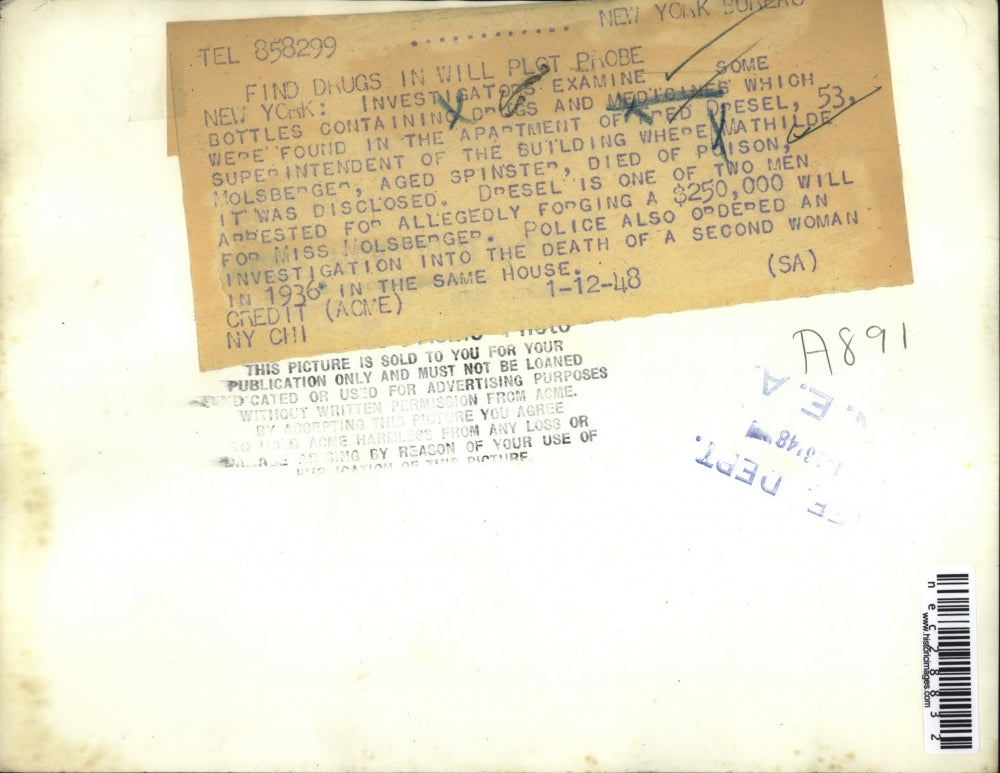 NEW YORK BUREAU
TEL 858299
FIND DRUGS IN WILL PLOT PROBE
NEW YORK: INVESTIGATORS EXAMINE SOME
BOTTLES CONTAINING DRUGS AND MEDICINES WHICH
WERE FOUND IN THE APARTMENT OF DRESEL, 53,
SUPERINTENDENT OF THE BUILDING WHERE MATHILDE
MOLSBERGER, AGED SPINSTER, DIED OF POISON,
IT WAS DISCLOSED. DRESEL IS ONE OF TWO MEN
ARRESTED FOR ALLEGEDLY FORGING A $250,000 WILL
FOR MISS MOLSBERGER. POLICE ALSO ORDERED AN
INVESTIGATION INTO THE DEATH OF A SECOND WOMAN
IN 1936 IN THE SAME HOUSE.
CREDIT (ACME) 1-12-48 (SA)
NY CHI
THIS PICTURE IS SOLD TO YOU FOR YOUR
PUBLICATION ONLY AND MUST NOT BE LOANED
OR USED FOR ADVERTISING PURPOSES
WITHOUT WRITTEN PERMISSION FROM ACME.
BY ACCEPTING THIS PICTURE YOU AGREE
TO HOLD ACME HARMLESS FROM ANY LOSS OR
DAMAGE ARISING BY REASON OF YOUR USE OF
PICTURE.
A891
E. A.
DEPT.
nec28832
www.historicimages.com